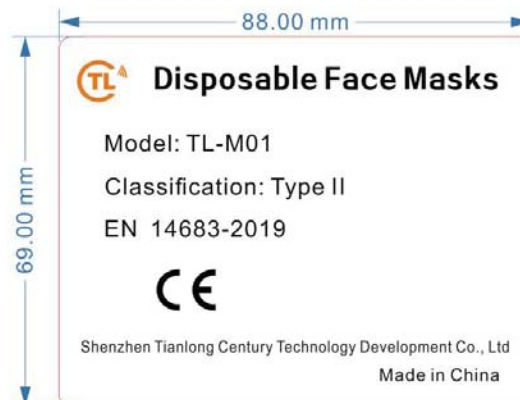 88.00 mm
69.00 mm
TL
Disposable Face Masks
Model: TL-M01
Classification: Type II
EN 14683-2019
CE
Shenzhen Tianlong Century Technology Development Co., Ltd
Made in China